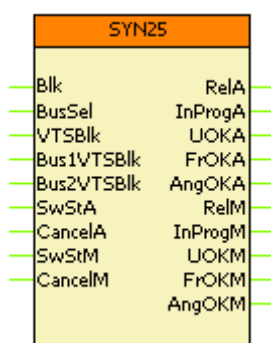 SYN25
Blk RelA
BusSel InProgA
VTSBlk UOKA
Bus1VTSBlk FrOKA
Bus2VTSBlk AngOKA
SwStA RelM
CancelA InProgM
SwStM UOKM
CancelM FrOKM
AngOKM